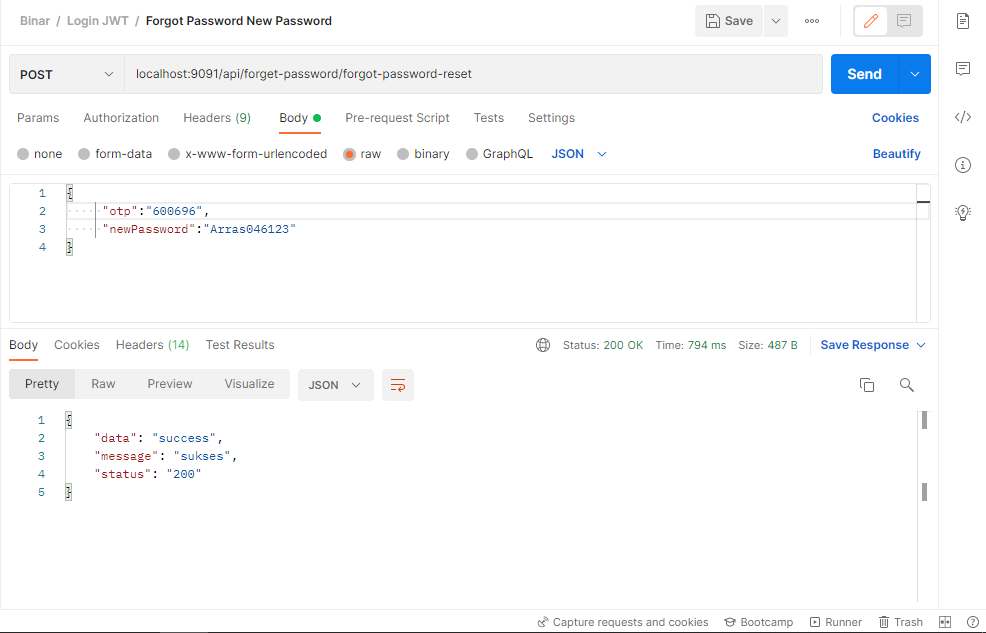 Binar / Login JWT / Forgot Password New Password Save
POST localhost:9091/api/forget-password/forgot-password-reset Send
Params Authorization Headers (9) Body Pre-request Script Tests Settings Cookies
none form-data x-www-form-urlencoded raw binary GraphQL JSON Beautify
1 {
2 "otp":"600696",
3 "newPassword":"Arras046123"
4 }
Body Cookies Headers (14) Test Results Status: 200 OK Time: 794 ms Size: 487 B Save Response
Pretty Raw Preview Visualize JSON
1 {
2 "data": "success",
3 "message": "sukses",
4 "status": "200"
5 }
Capture requests and cookies Bootcamp Runner Trash